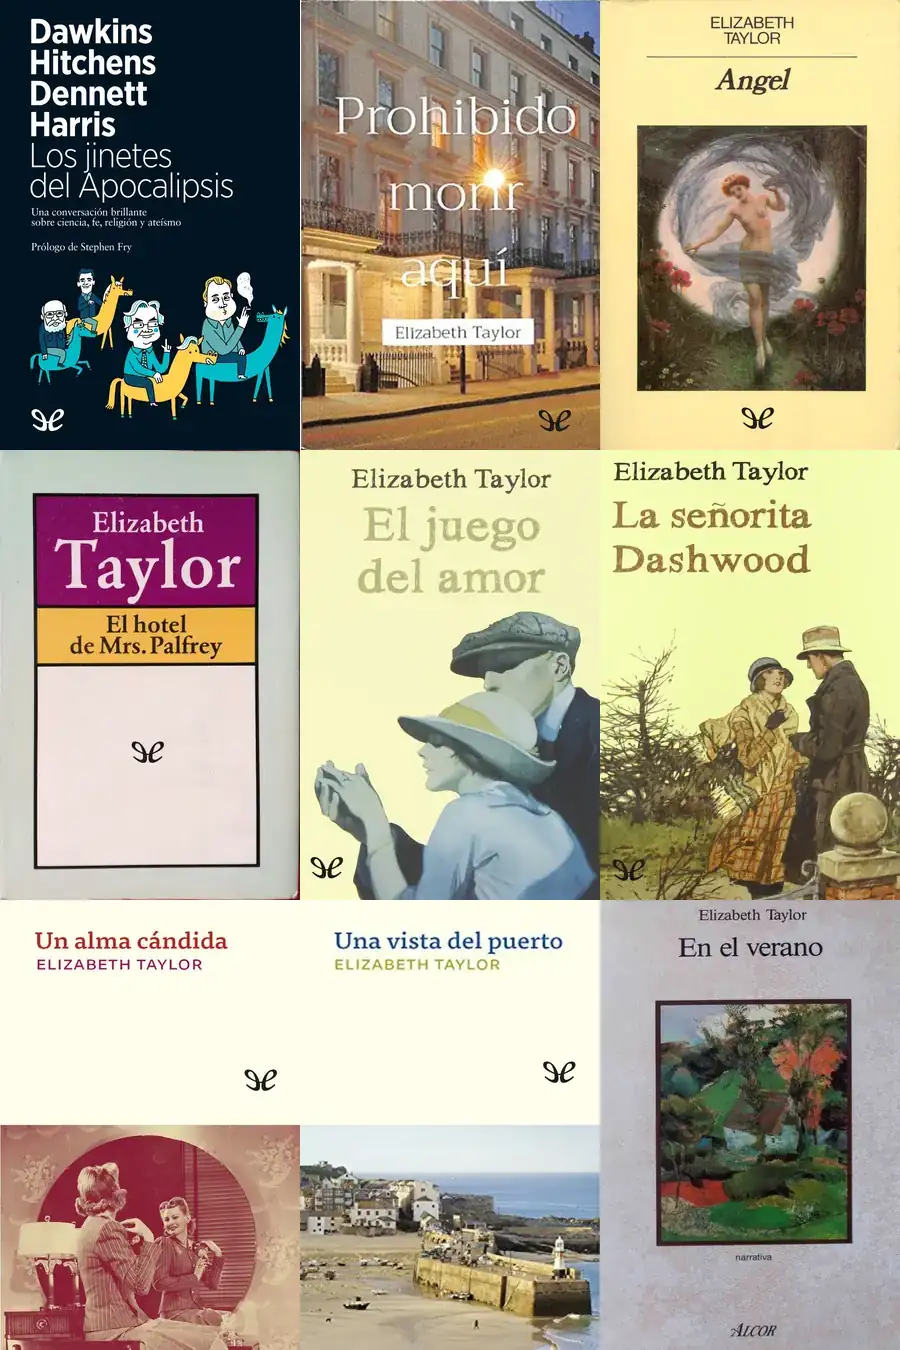 Dawkins
Hitchens
Dennett
Harris
Los jinetes
del Apocalipsis
Una conversación brillante
sobre ciencia, fe, religión y ateísmo
Prólogo de Stephen Fry
Prohibido
morir
aquí
Elizabeth Taylor
ELIZABETH
TAYLOR
Angel
Elizabeth
Taylor
El hotel
de Mrs. Palfrey
Elizabeth Taylor
El juego
del amor
Elizabeth Taylor
La señorita
Dashwood
Un alma cándida
ELIZABETH TAYLOR
Una vista del puerto
ELIZABETH TAYLOR
Elizabeth Taylor
En el verano
narrativa
ALCOR